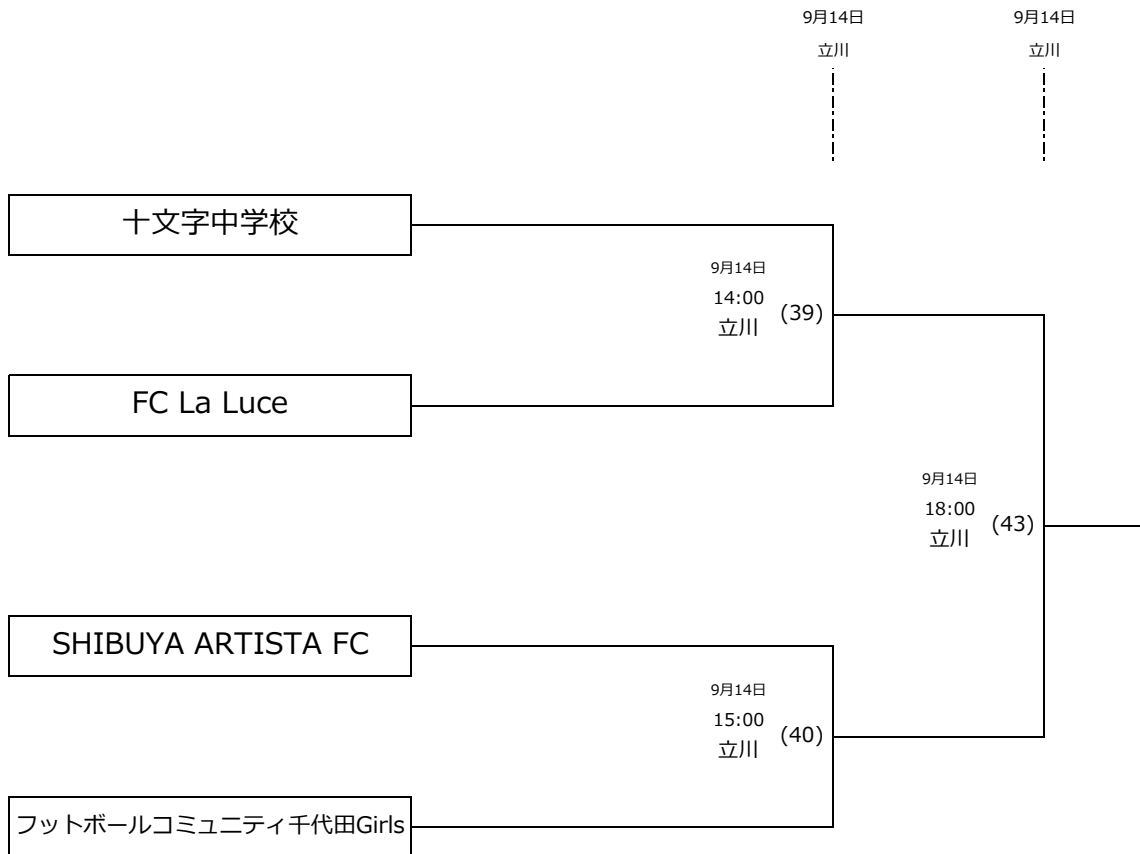 9月14日
立川
9月14日
立川
十文字中学校
9月14日
14:00
立川
(39)
FC La Luce
9月14日
18:00
立川
(43)
SHIBUYA ARTISTA FC
9月14日
15:00
立川
(40)
フットボールコミュニティ千代田Girls